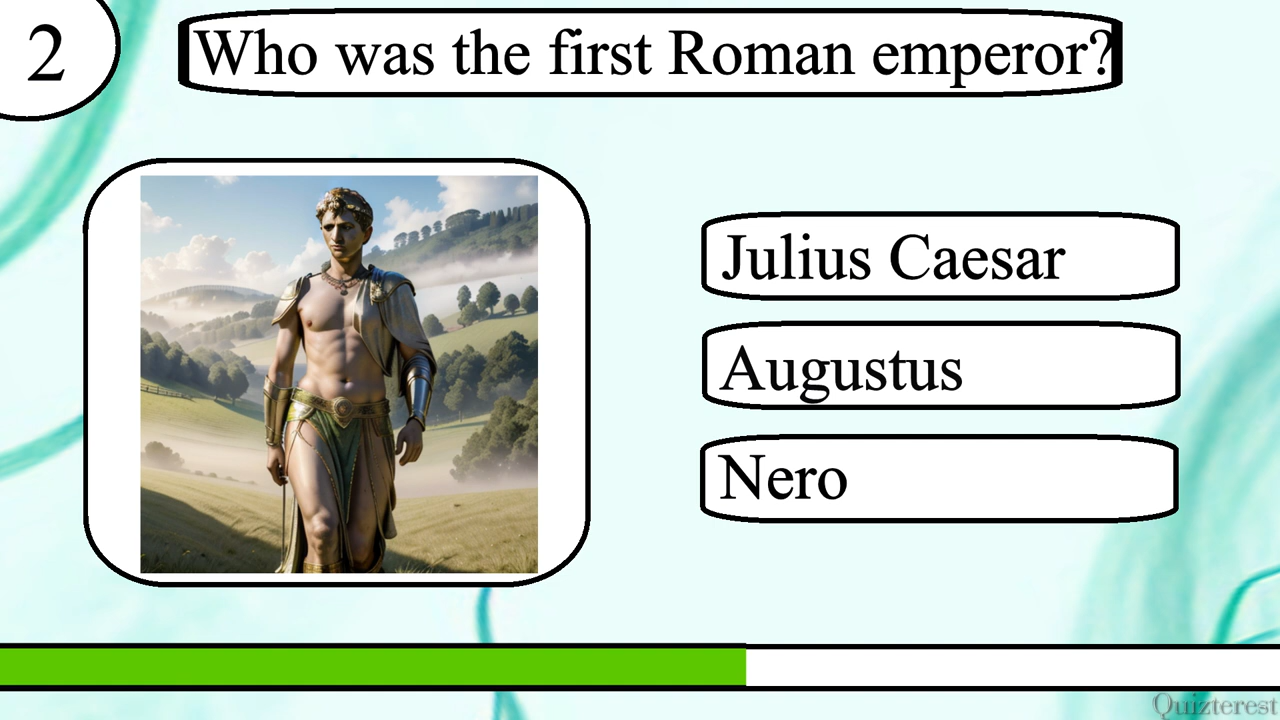 2
Who was the first Roman emperor?
Julius Caesar
Augustus
Nero
Quizterest